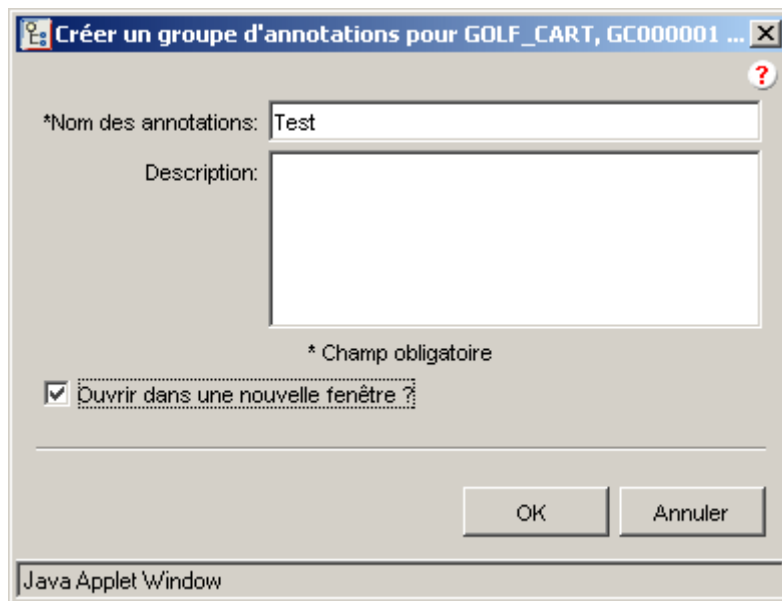 Créer un groupe d'annotations pour GOLF_CART, GC000001 ...
?
*Nom des annotations: Test
Description:
* Champ obligatoire
Ouvrir dans une nouvelle fenêtre ?
OK Annuler
Java Applet Window